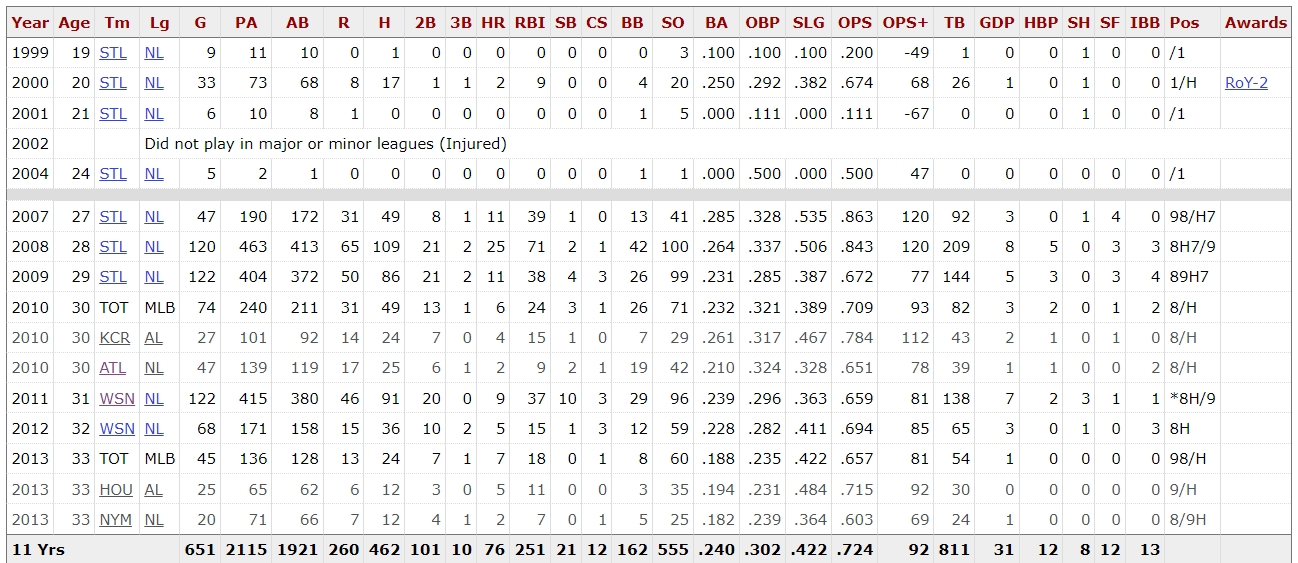 Year Age Tm Lg G PA AB R H 2B 3B HR RBI SB CS BB SO BA OBP SLG OPS OPS+ TB GDP HBP SH SF IBB Pos Awards
1999 19 STL NL 9 11 10 0 1 0 0 0 0 0 0 0 3 .100 .100 .100 .200 -49 1 0 0 1 0 0 /1
2000 20 STL NL 33 73 68 8 17 1 1 2 9 0 0 4 20 .250 .292 .382 .674 68 26 1 0 1 0 0 1/H RoY-2
2001 21 STL NL 6 10 8 1 0 0 0 0 0 0 0 1 5 .000 .111 .000 .111 -67 0 0 0 1 0 0 /1
2002 Did not play in major or minor leagues (Injured)
2004 24 STL NL 5 2 1 0 0 0 0 0 0 0 0 1 1 .000 .500 .000 .500 47 0 0 0 0 0 0 /1
2007 27 STL NL 47 190 172 31 49 8 1 11 39 1 0 13 41 .285 .328 .535 .863 120 92 3 0 1 4 0 98/H7
2008 28 STL NL 120 463 413 65 109 21 2 25 71 2 1 42 100 .264 .337 .506 .843 120 209 8 5 0 3 3 8H7/9
2009 29 STL NL 122 404 372 50 86 21 2 11 38 4 3 26 99 .231 .285 .387 .672 77 144 5 3 0 3 4 89H7
2010 30 TOT MLB 74 240 211 31 49 13 1 6 24 3 1 26 71 .232 .321 .389 .709 93 82 3 2 0 1 2 8/H
2010 30 KCR AL 27 101 92 14 24 7 0 4 15 1 0 7 29 .261 .317 .467 .784 112 43 2 1 0 1 0 8/H
2010 30 ATL NL 47 139 119 17 25 6 1 2 9 2 1 19 42 .210 .324 .328 .651 78 39 1 1 0 0 2 8/H
2011 31 WSN NL 122 415 380 46 91 20 0 9 37 10 3 29 96 .239 .296 .363 .659 81 138 7 2 3 1 1 *8H/9
2012 32 WSN NL 68 171 158 15 36 10 2 5 15 1 3 12 59 .228 .282 .411 .694 85 65 3 0 1 0 3 8H
2013 33 TOT MLB 45 136 128 13 24 7 1 7 18 0 1 8 60 .188 .235 .422 .657 81 54 1 0 0 0 0 98/H
2013 33 HOU AL 25 65 62 6 12 3 0 5 11 0 0 3 35 .194 .231 .484 .715 92 30 0 0 0 0 0 9/H
2013 33 NYM NL 20 71 66 7 12 4 1 2 7 0 1 5 25 .182 .239 .364 .603 69 24 1 0 0 0 0 8/9H
11 Yrs 651 2115 1921 260 462 101 10 76 251 21 12 162 555 .240 .302 .422 .724 92 811 31 12 8 12 13